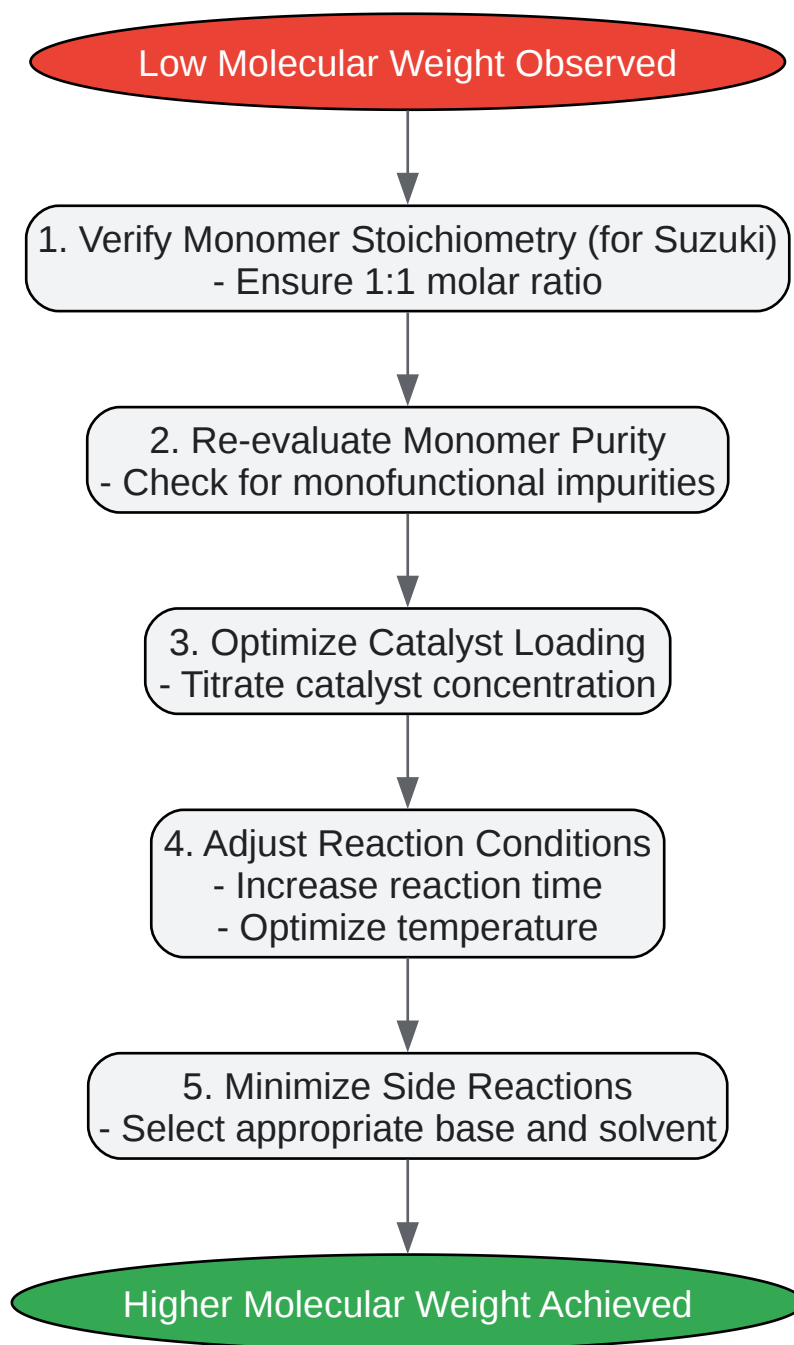 Low Molecular Weight Observed
1. Verify Monomer Stoichiometry (for Suzuki)
- Ensure 1:1 molar ratio
2. Re-evaluate Monomer Purity
- Check for monofunctional impurities
3. Optimize Catalyst Loading
- Titrate catalyst concentration
4. Adjust Reaction Conditions
- Increase reaction time
- Optimize temperature
5. Minimize Side Reactions
- Select appropriate base and solvent
Higher Molecular Weight Achieved